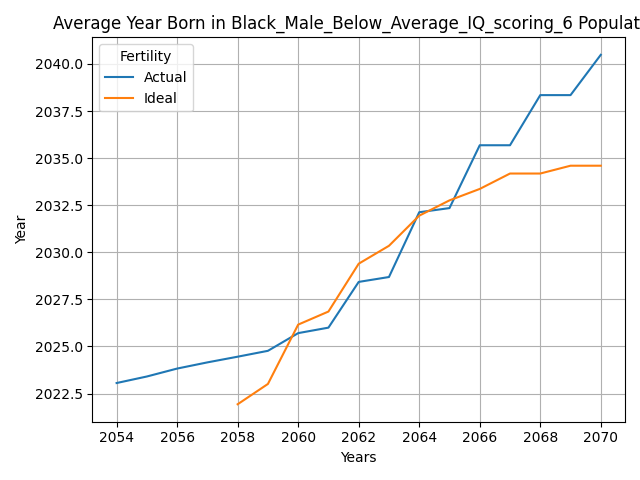 Average Year Born in Black_Male_Below_Average_IQ_scoring_6 Populat
Fertility
Actual
Ideal
2040.0
2037.5
2035.0
2032.5
2030.0
2027.5
2025.0
2022.5
Year
2054 2056 2058 2060 2062 2064 2066 2068 2070
Years